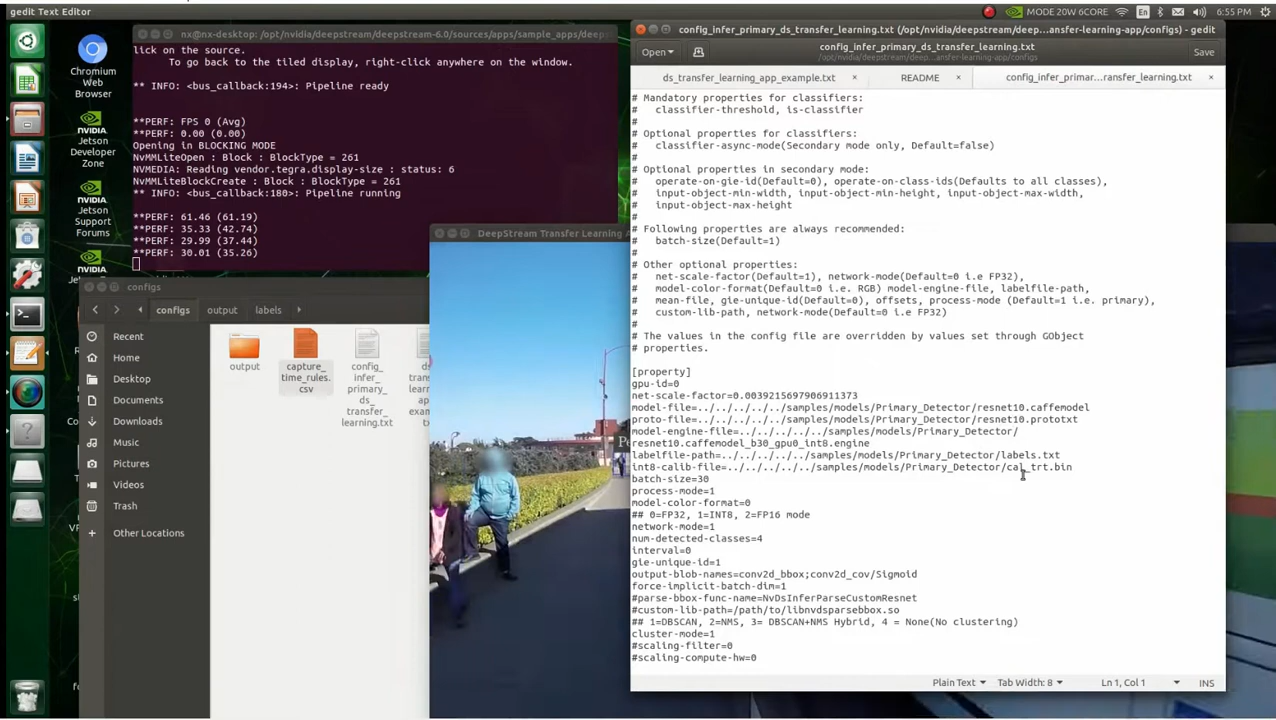 gedit Text Editor
MODE 20W 6CORE
En
6:55 PM
Chromium
Web
Browser
Jetson
Developer
Zone
Jetson
Support
Forums
nx@nx-desktop: /opt/nvidia/deepstream/deepstream-6.0/sources/apps/sample_apps/deeps
lick on the source.
To go back to the tiled display, right-click anywhere on the window.
** INFO: <bus_callback:194>: Pipeline ready
**PERF: FPS 0 (Avg)
**PERF: 0.00 (0.00)
Opening in BLOCKING MODE
NvMMLiteOpen : Block : BlockType = 261
NVMEDIA: Reading vendor.tegra.display-size : status: 6
NvMMLiteBlockCreate : Block : BlockType = 261
** INFO: <bus_callback:180>: Pipeline running
**PERF: 61.46 (61.19)
**PERF: 35.33 (42.74)
**PERF: 29.99 (37.44)
**PERF: 30.01 (35.26)
DeepStream Transfer Learning A
configs
configs output labels
Recent
Home
Desktop
Documents
Downloads
Music
Pictures
Videos
Trash
Other Locations
output
capture_
time_rules.
csv
config_
infer_
primary_
ds_
transfer_
learning.txt
config_infer_primary_ds_transfer_learning.txt (/opt/nvidia/deepstream/deep...ansfer-learning-app/configs) - gedit
Open
config_infer_primary_ds_transfer_learning.txt
/opt/nvidia/deepstream/deep...ansfer-learning-app/configs
Save
ds_transfer_learning_app_example.txt × README × config_infer_primar...ransfer_learning.txt ×
# Mandatory properties for classifiers:
#   classifier-threshold, is-classifier
#
# Optional properties for classifiers:
#   classifier-async-mode(Secondary mode only, Default=false)
#
# Optional properties in secondary mode:
#   operate-on-gie-id(Default=0), operate-on-class-ids(Defaults to all classes),
#   input-object-min-width, input-object-min-height, input-object-max-width,
#   input-object-max-height
#
# Following properties are always recommended:
#   batch-size(Default=1)
#
# Other optional properties:
#   net-scale-factor(Default=1), network-mode(Default=0 i.e FP32),
#   model-color-format(Default=0 i.e. RGB) model-engine-file, labelfile-path,
#   mean-file, gie-unique-id(Default=0), offsets, process-mode (Default=1 i.e. primary),
#   custom-lib-path, network-mode(Default=0 i.e FP32)
#
# The values in the config file are overridden by values set through GObject
# properties.
[property]
gpu-id=0
net-scale-factor=0.0039215697906911373
model-file=../../../../../samples/models/Primary_Detector/resnet10.caffemodel
proto-file=../../../../../samples/models/Primary_Detector/resnet10.prototxt
model-engine-file=../../../../../samples/models/Primary_Detector/
resnet10.caffemodel_b30_gpu0_int8.engine
labelfile-path=../../../../../samples/models/Primary_Detector/labels.txt
int8-calib-file=../../../../../samples/models/Primary_Detector/cal_trt.bin
batch-size=30
process-mode=1
model-color-format=0
## 0=FP32, 1=INT8, 2=FP16 mode
network-mode=1
num-detected-classes=4
interval=0
gie-unique-id=1
output-blob-names=conv2d_bbox;conv2d_cov/Sigmoid
force-implicit-batch-dim=1
#parse-bbox-func-name=NvDsInferParseCustomResnet
#custom-lib-path=/path/to/libnvdsparsebbox.so
## 1=DBSCAN, 2=NMS, 3= DBSCAN+NMS Hybrid, 4 = None(No clustering)
cluster-mode=1
#scaling-filter=0
#scaling-compute-hw=0
Plain Text Tab Width: 8 Ln 1, Col 1 INS